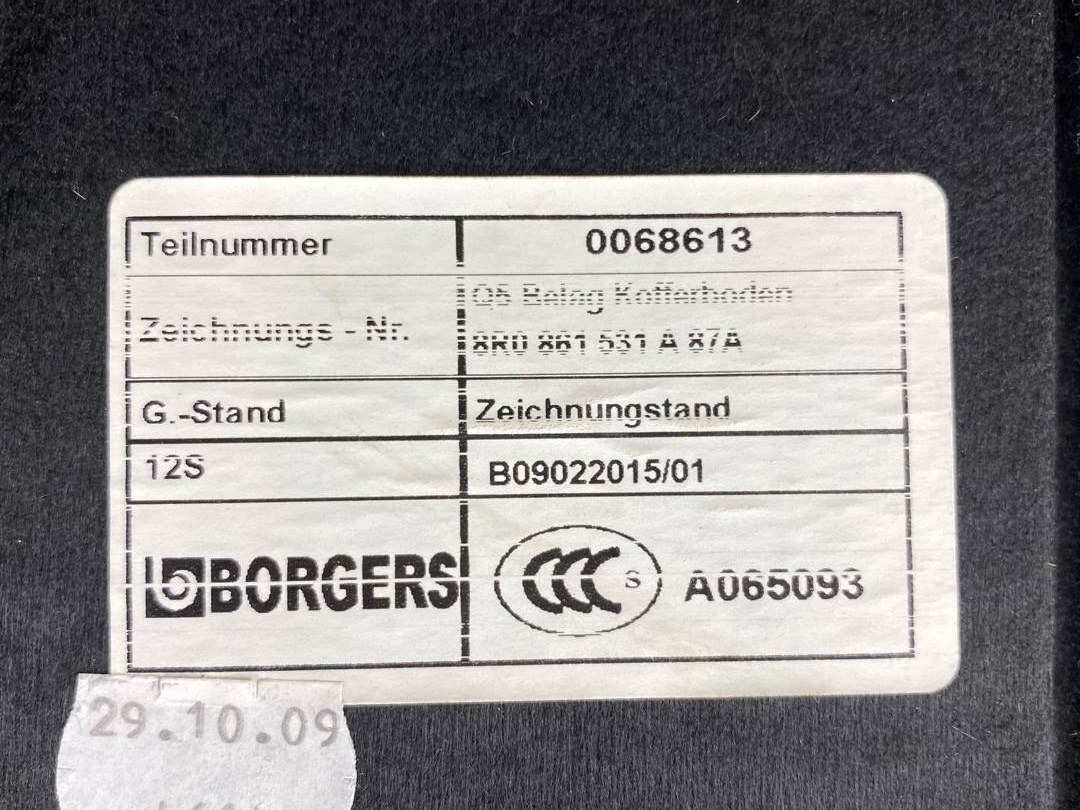 Teilnummer 0068613
Zeichnungs - Nr. Q5 Belag Kofferboden
8R0 861 531 A 87A
G.-Stand Zeichnungstand
12S B09022015/01
BORGERS CCC S A065093
29.10.09